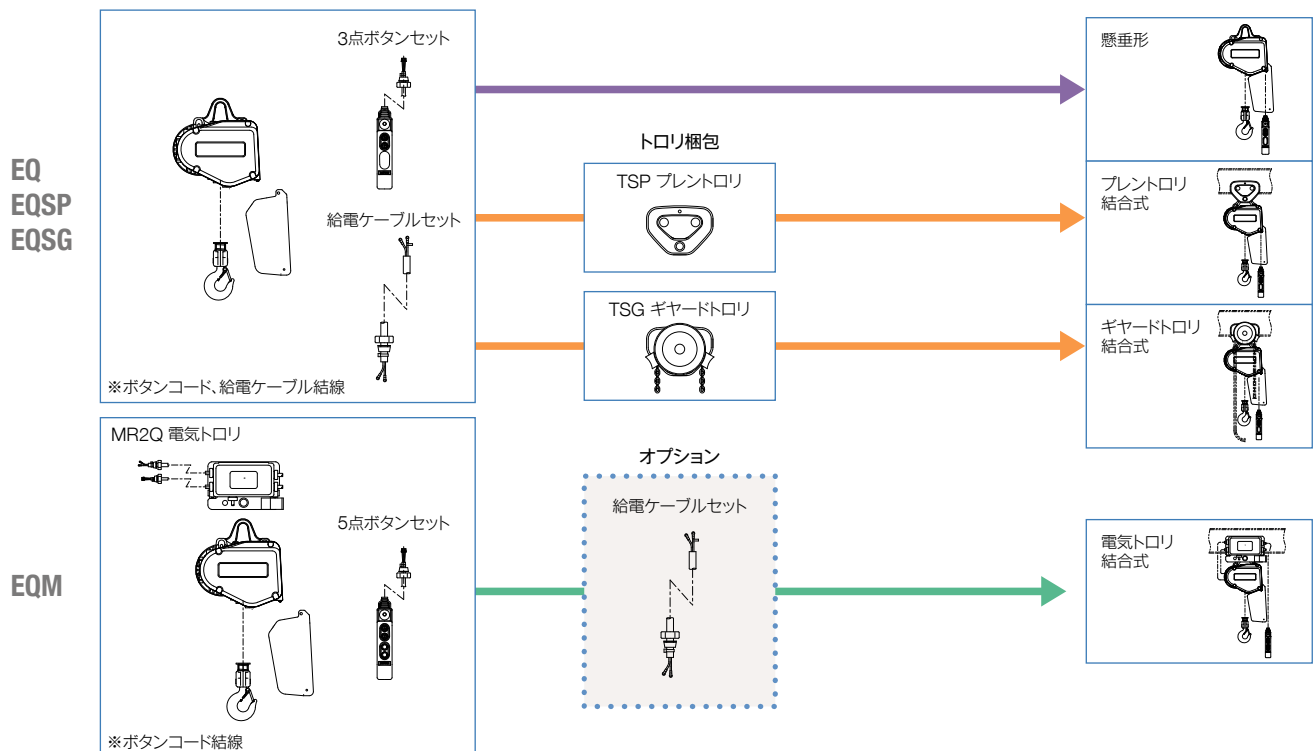 EQ
EQSP
EQSG
3点ボタンセット
給電ケーブルセット
※ボタンコード、給電ケーブル結線
トロリ梱包
TSP プレントロリ
TSG ギヤードトロリ
懸垂形
プレントロリ
結合式
ギヤードトロリ
結合式
EQM
MR2Q 電気トロリ
5点ボタンセット
※ボタンコード結線
オプション
給電ケーブルセット
電気トロリ
結合式